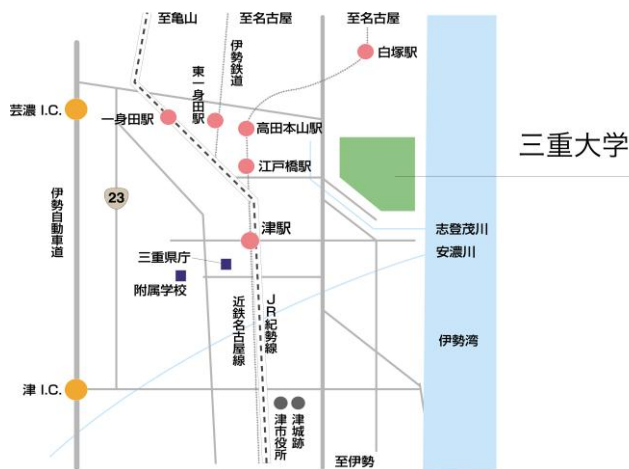 至亀山
至名古屋
至名古屋
伊勢鉄道
白塚駅
東一身田駅
芸濃 I.C.
一身田駅
高田本山駅
三重大学
江戸橋駅
伊勢自動車道
23
志登茂川
津駅
安濃川
三重県庁
附属学校
近鉄名古屋線
JR紀勢線
伊勢湾
津 I.C.
津市役所
津城跡
至伊勢